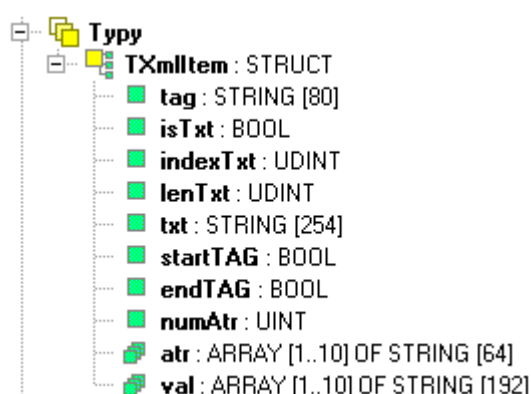 Typy
TXmlItem : STRUCT
tag : STRING [80]
isTxt : BOOL
indexTxt : UDINT
lenTxt : UDINT
txt : STRING [254]
startTAG : BOOL
endTAG : BOOL
numAtr : UINT
atr : ARRAY [1..10] OF STRING [64]
val : ARRAY [1..10] OF STRING [192]